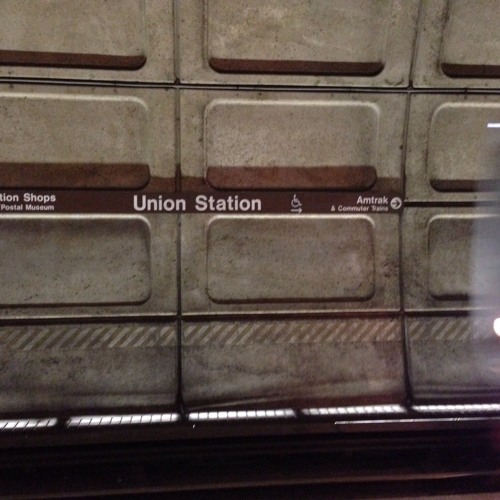 tion Shops
Postal Museum
Union Station
Amtrak
& Commuter Trains